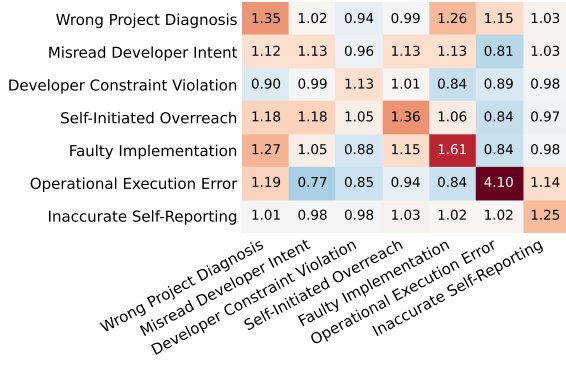 Wrong Project Diagnosis 1.35 1.02 0.94 0.99 1.26 1.15 1.03
Misread Developer Intent 1.12 1.13 0.96 1.13 1.13 0.81 1.03
Developer Constraint Violation 0.90 0.99 1.13 1.01 0.84 0.89 0.98
Self-Initiated Overreach 1.18 1.18 1.05 1.36 1.06 0.84 0.97
Faulty Implementation 1.27 1.05 0.88 1.15 1.61 0.84 0.98
Operational Execution Error 1.19 0.77 0.85 0.94 0.84 4.10 1.14
Inaccurate Self-Reporting 1.01 0.98 0.98 1.03 1.02 1.02 1.25
Wrong Project Diagnosis
Misread Developer Intent
Developer Constraint Violation
Self-Initiated Overreach
Faulty Implementation
Operational Execution Error
Inaccurate Self-Reporting